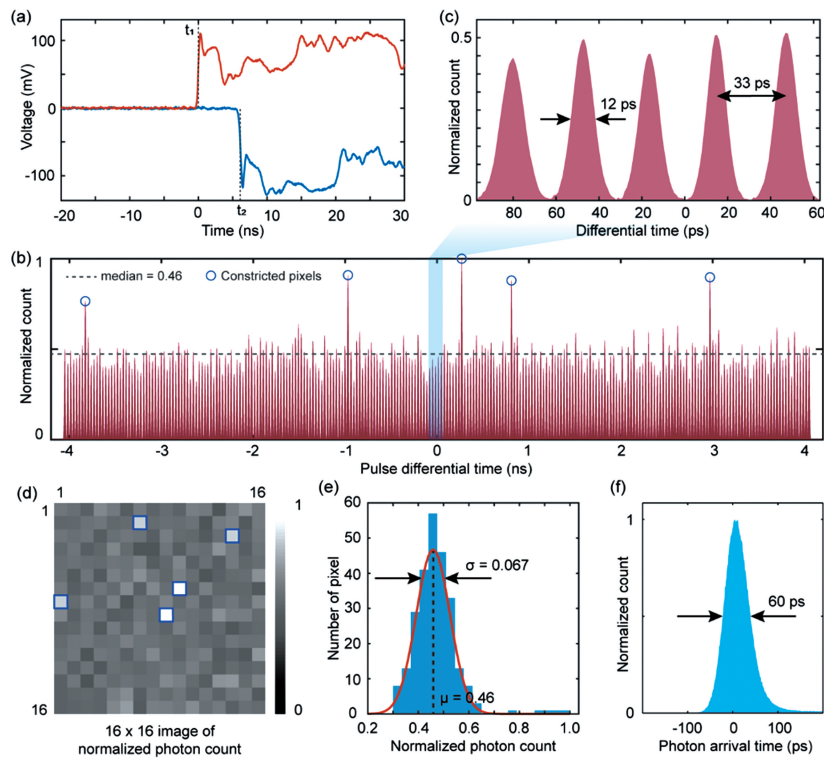 (a)
100
0
-100
Voltage (mV)
t₁
t₂
-20 -10 0 10 20 30
Time (ns)
(c)
0.5
Normalized count
12 ps
33 ps
80 60 40 20 0 20 40 60
Differential time (ps)
(b)
1
0
Normalized count
median = 0.46 Constricted pixels
-4 -3 -2 -1 0 1 2 3 4
Pulse differential time (ns)
(d)
1 16
1
16
1
0
16 x 16 image of
normalized photon count
(e)
60
50
40
30
20
10
0
Number of pixel
σ = 0.067
μ = 0.46
0.2 0.4 0.6 0.8 1.0
Normalized photon count
(f)
1
0
Normalized count
60 ps
-100 0 100
Photon arrival time (ps)